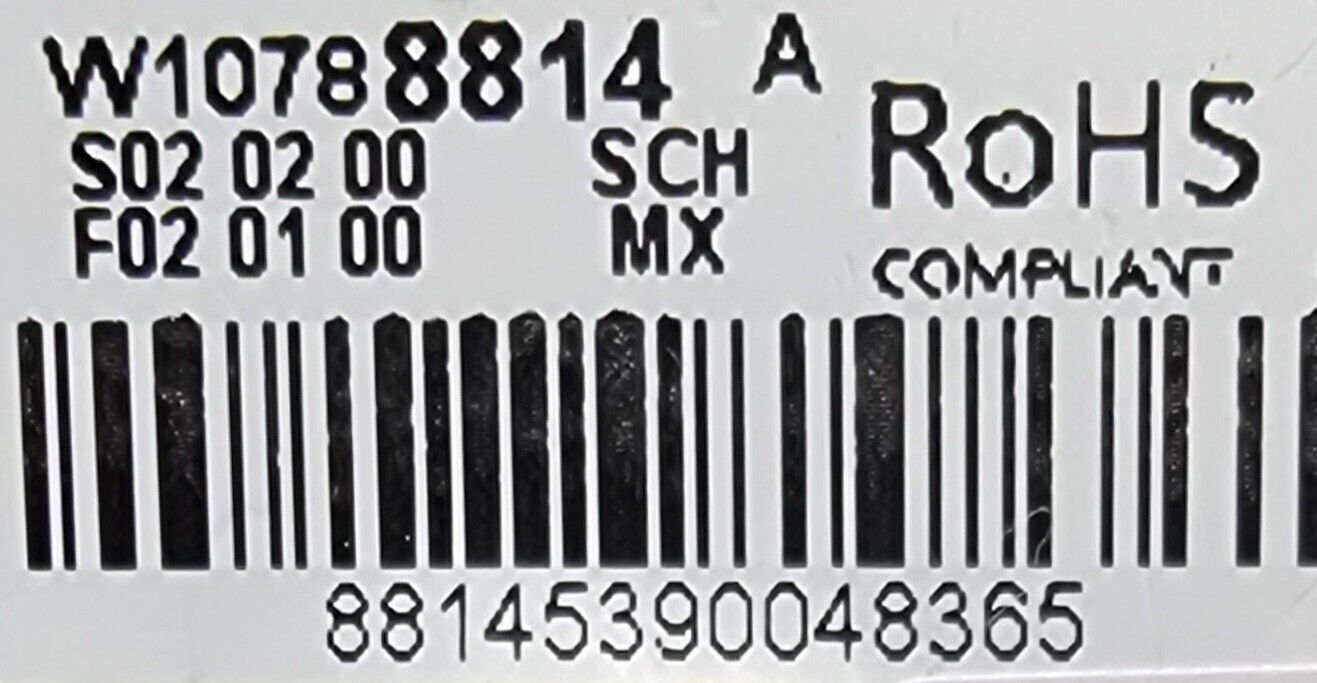 W10788814 A
S02 02 00 SCH
F02 01 00 MX
RoHS
COMPLIANT
88145390048365